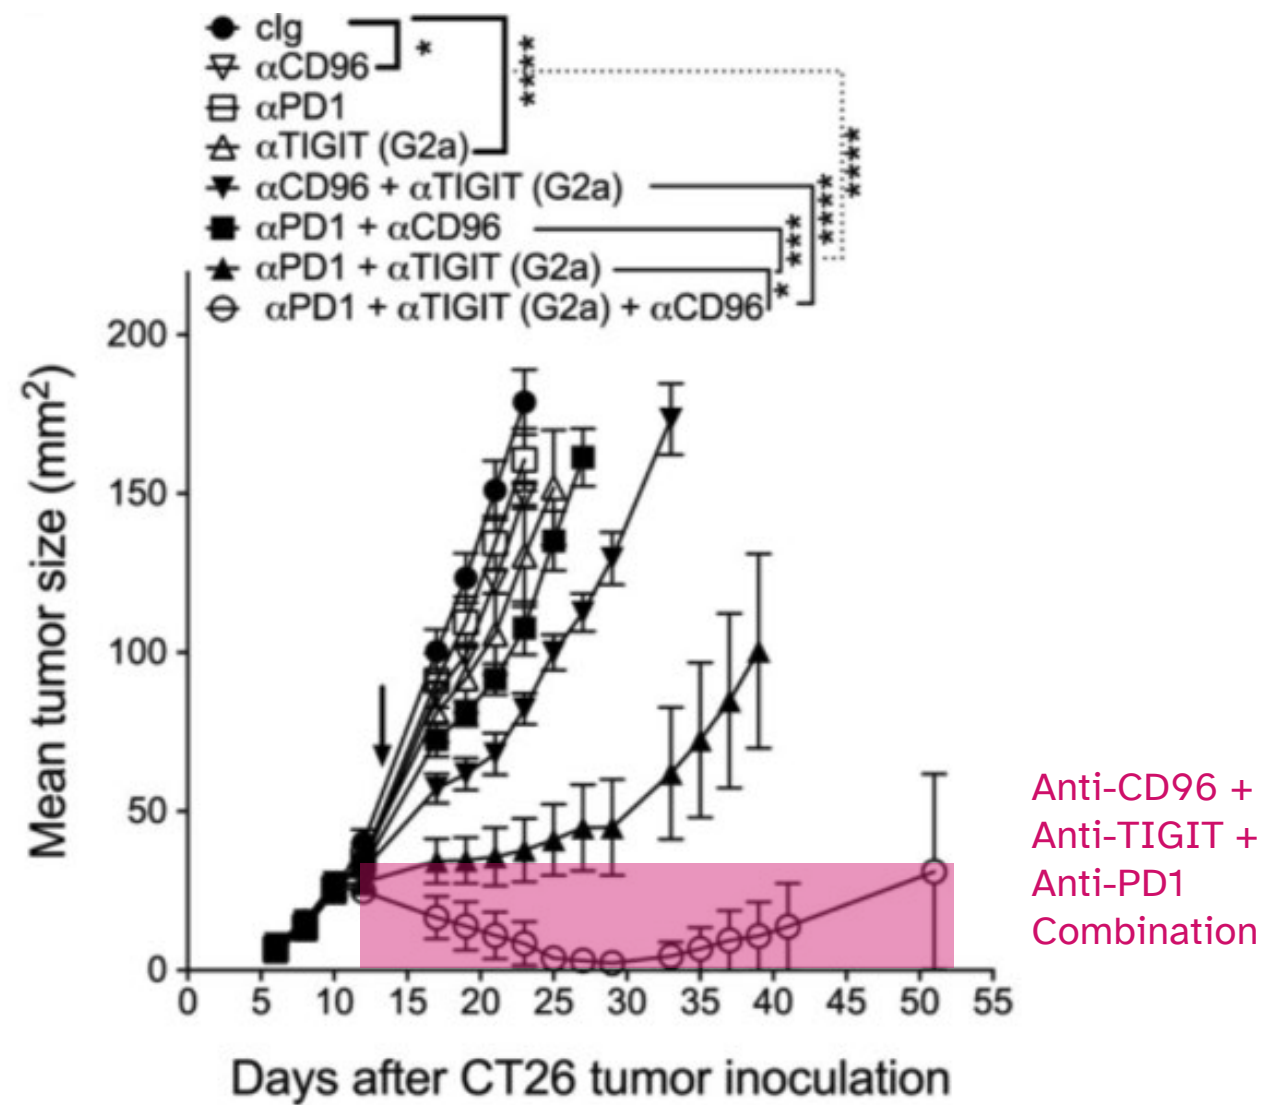 cIg
*
αCD96
****
αPD1
αTIGIT (G2a)
****
αCD96 + αTIGIT (G2a)
****
αPD1 + αCD96
***
αPD1 + αTIGIT (G2a)
*
αPD1 + αTIGIT (G2a) + αCD96
Mean tumor size (mm²)
200
150
100
50
0
0 5 10 15 20 25 30 35 40 45 50 55
Days after CT26 tumor inoculation
Anti-CD96 +
Anti-TIGIT +
Anti-PD1
Combination